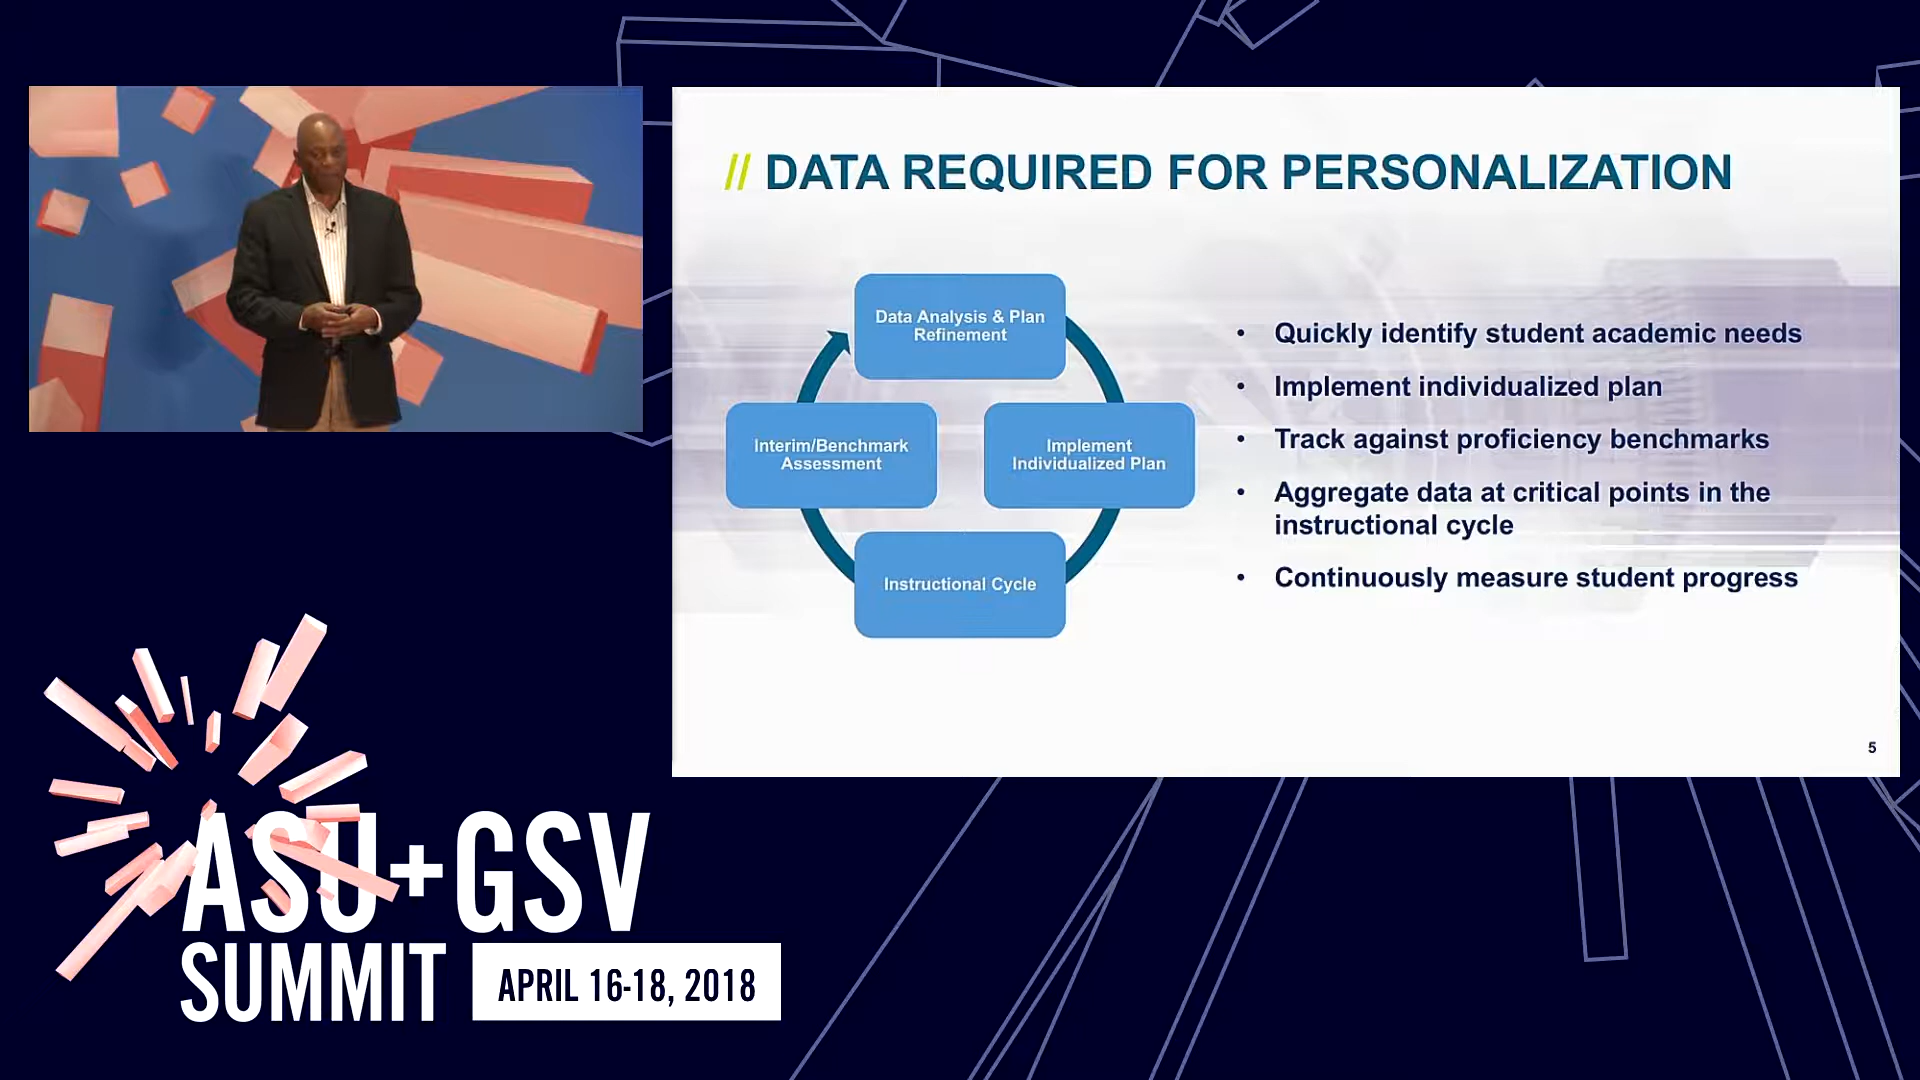 // DATA REQUIRED FOR PERSONALIZATION
Data Analysis & Plan
Refinement
Interim/Benchmark
Assessment
Implement
Individualized Plan
Instructional Cycle
• Quickly identify student academic needs
• Implement individualized plan
• Track against proficiency benchmarks
• Aggregate data at critical points in the
instructional cycle
• Continuously measure student progress
5
ASU+GSV
SUMMIT
APRIL 16-18, 2018